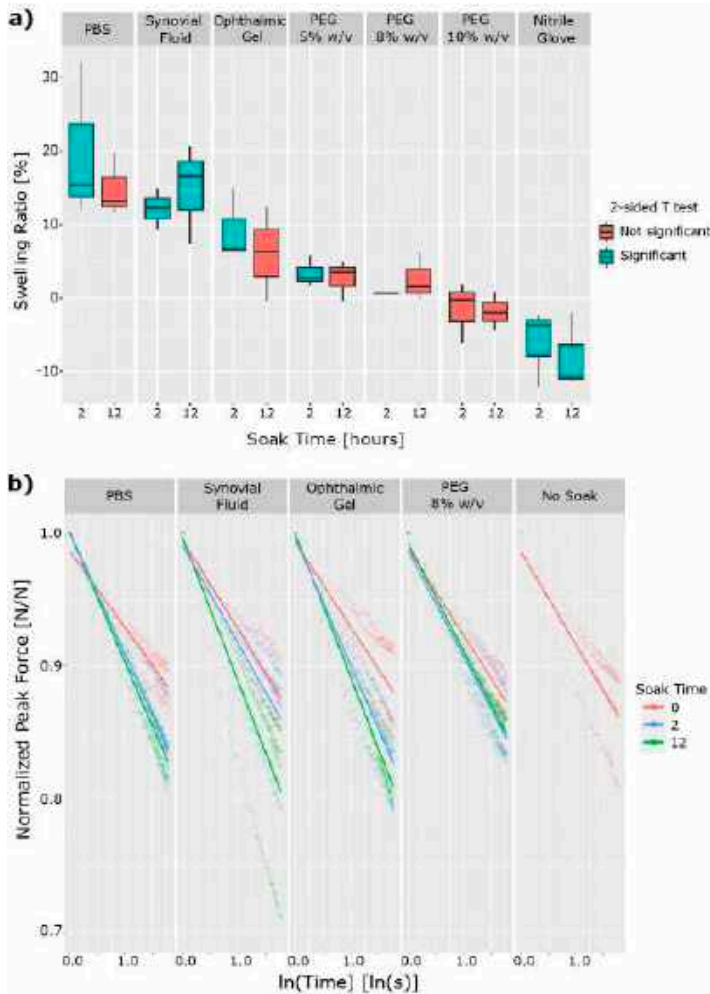 a)
PBS
Synovial
Fluid
Ophthalmic
Gel
PEG
5% w/v
PEG
8% w/v
PEG
10% w/v
Nitrile
Glove
Swelling Ratio [%]
30
20
10
0
-10
2 12 2 12 2 12 2 12 2 12 2 12 2 12
Soak Time [hours]
2-sided T test
Not significant
Significant
b)
PBS
Synovial
Fluid
Ophthalmic
Gel
PEG
8% w/v
No Soak
Normalized Peak Force [N/N]
1.0
0.9
0.8
0.7
0.0 1.0 0.0 1.0 0.0 1.0 0.0 1.0 0.0 1.0
ln(Time) [ln(s)]
Soak Time
0
2
12